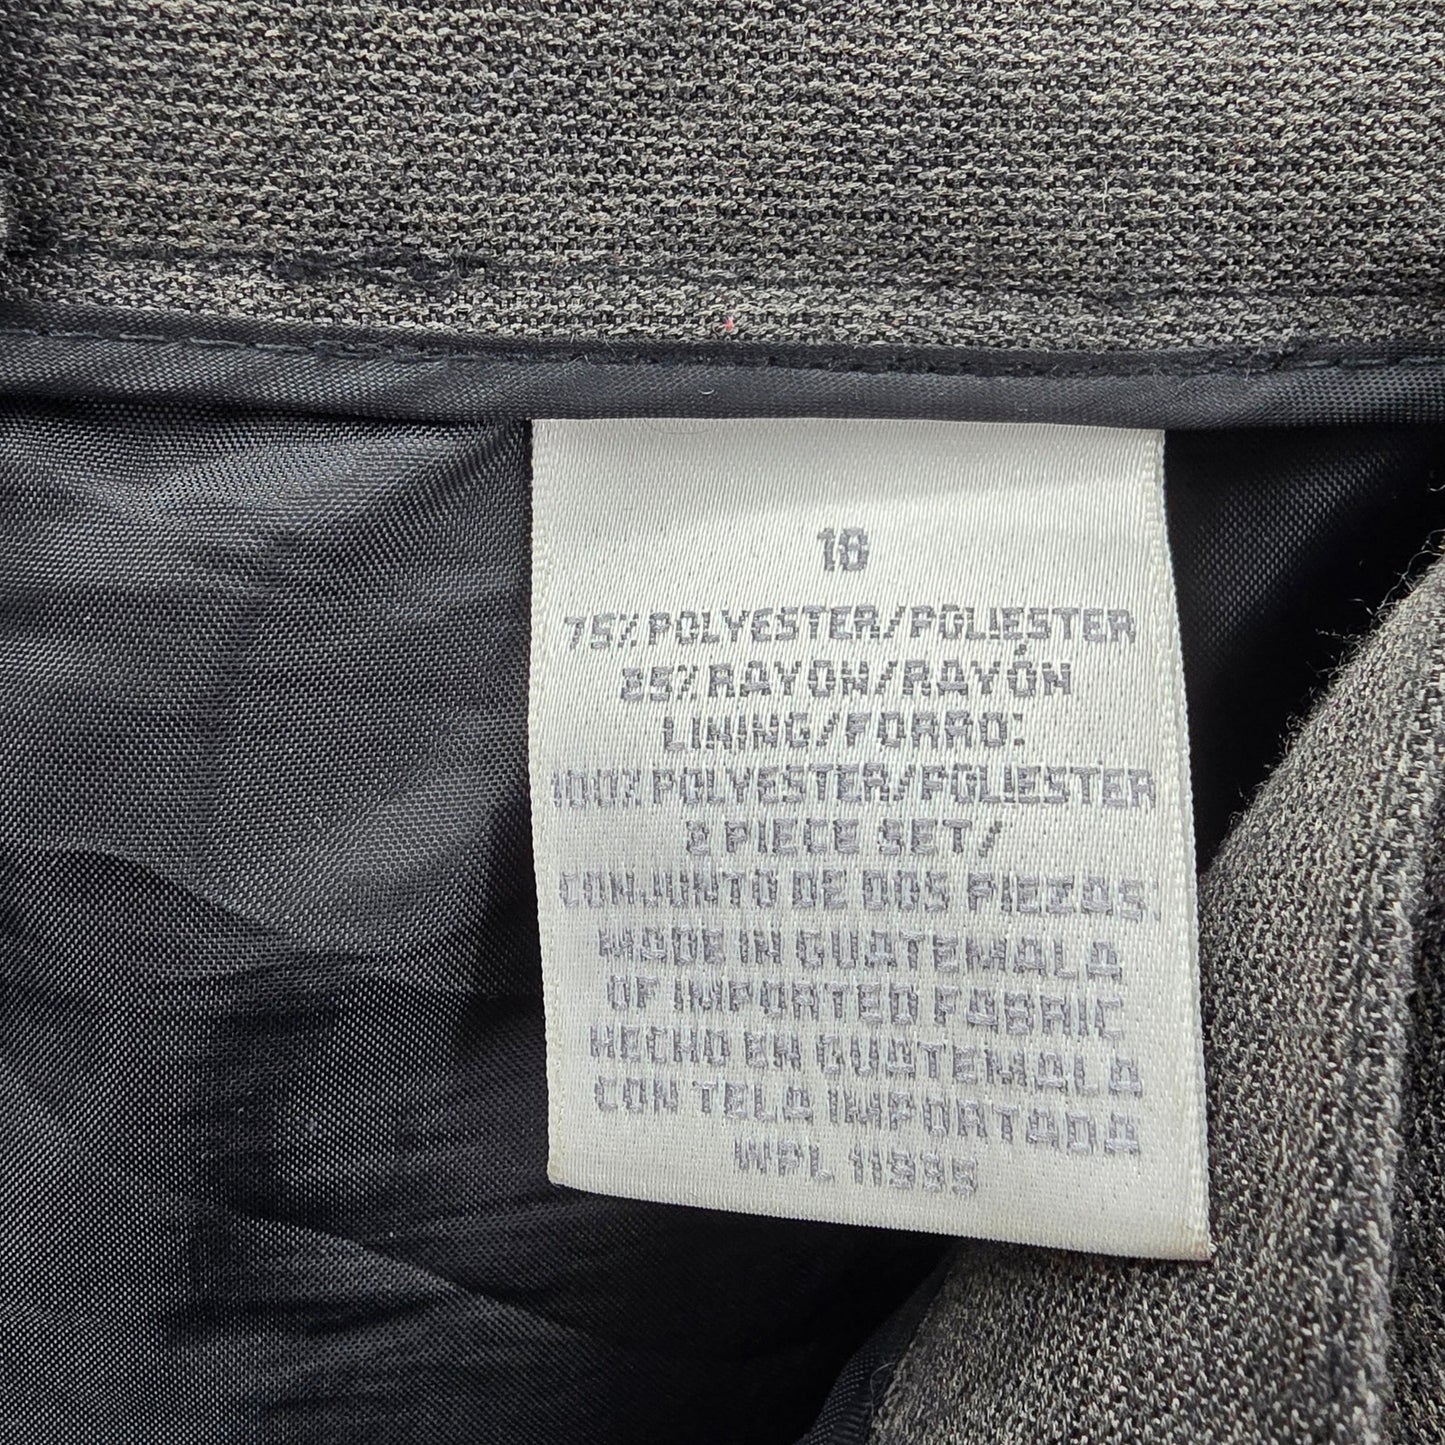 10
75% POLYESTER/POLIESTER
25% RAYON/RAYÓN
LINING/FORRO:
100% POLYESTER/POLIESTER
2 PIECE SET/
CONJUNTO DE DOS PIEZAS:
MADE IN GUATEMALA
OF IMPORTED FABRIC
HECHO EN GUATEMALA
CON TELA IMPORTADA
WPL 11995